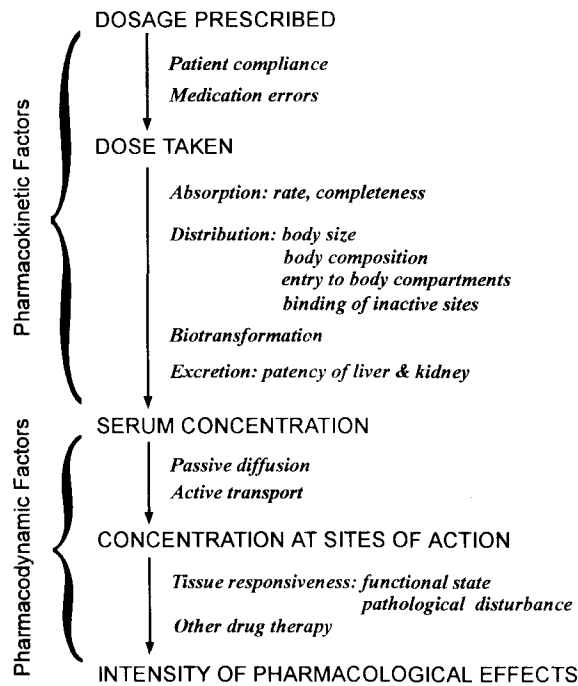 DOSAGE PRESCRIBED
Patient compliance
Medication errors
DOSE TAKEN
Absorption: rate, completeness
Distribution: body size
body composition
entry to body compartments
binding of inactive sites
Biotransformation
Excretion: patency of liver & kidney
Pharmacokinetic Factors
SERUM CONCENTRATION
Passive diffusion
Active transport
CONCENTRATION AT SITES OF ACTION
Tissue responsiveness: functional state
pathological disturbance
Other drug therapy
Pharmacodynamic Factors
INTENSITY OF PHARMACOLOGICAL EFFECTS